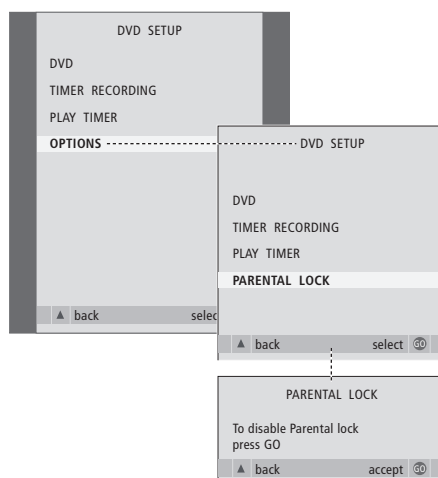 DVD SETUP
DVD
TIMER RECORDING
PLAY TIMER
OPTIONS
▲ back selec
DVD SETUP
DVD
TIMER RECORDING
PLAY TIMER
PARENTAL LOCK
▲ back select GO
PARENTAL LOCK
To disable Parental lock
press GO
▲ back accept GO